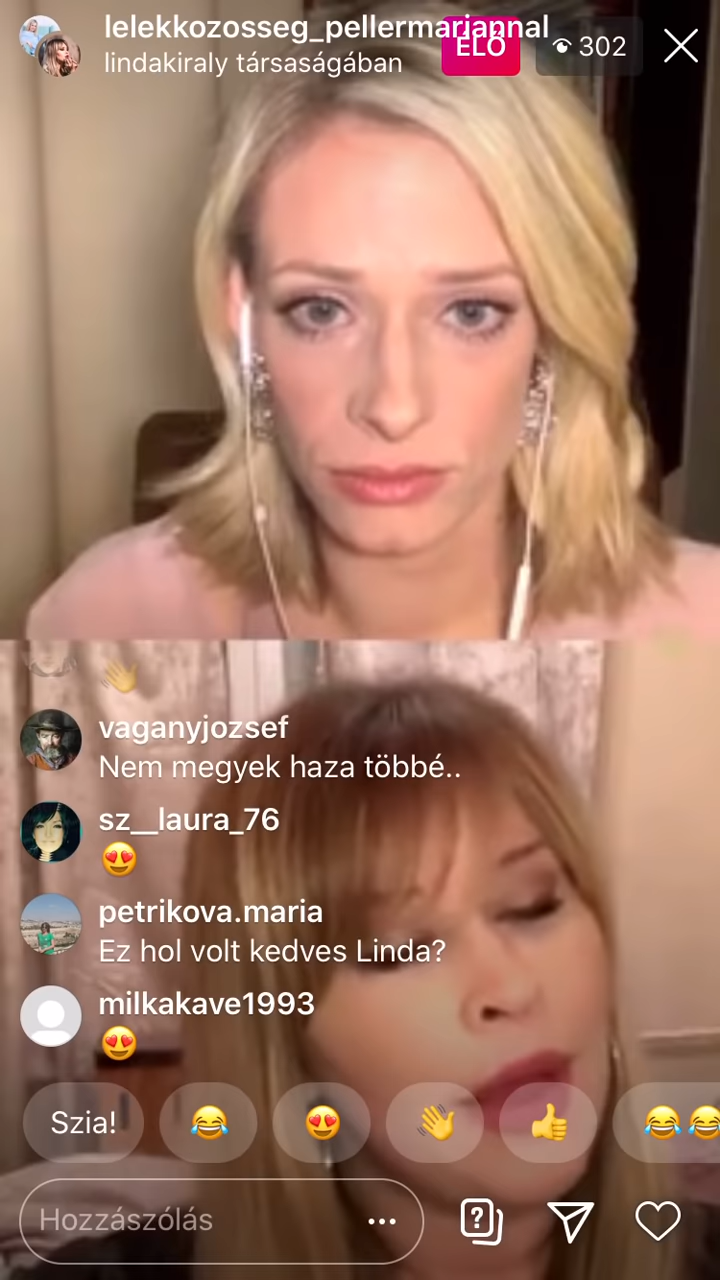 lelekkozosseg_pellermariannal
ÉLŐ
302
lindakiraly társaságában
vaganyjozsef
Nem megyek haza többé..
sz__laura_76
😍
petrikova.maria
Ez hol volt kedves Linda?
milkakave1993
😍
Szia!
Hozzászólás